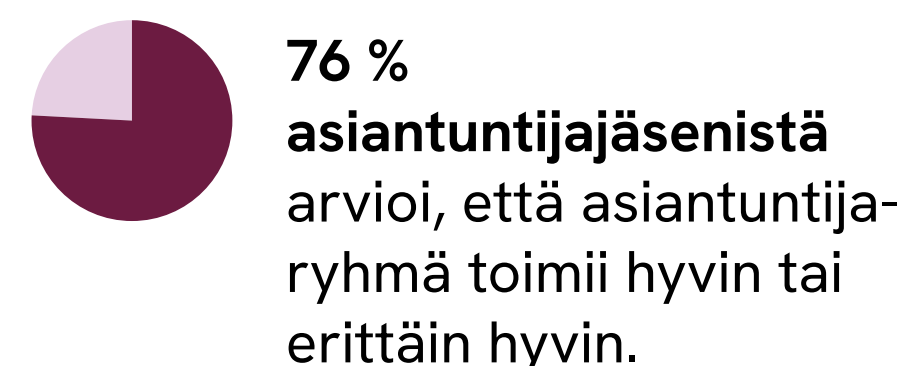 76 %
asiantuntijajäsenistä
arvioi, että asiantuntija-
ryhmä toimii hyvin tai
erittäin hyvin.